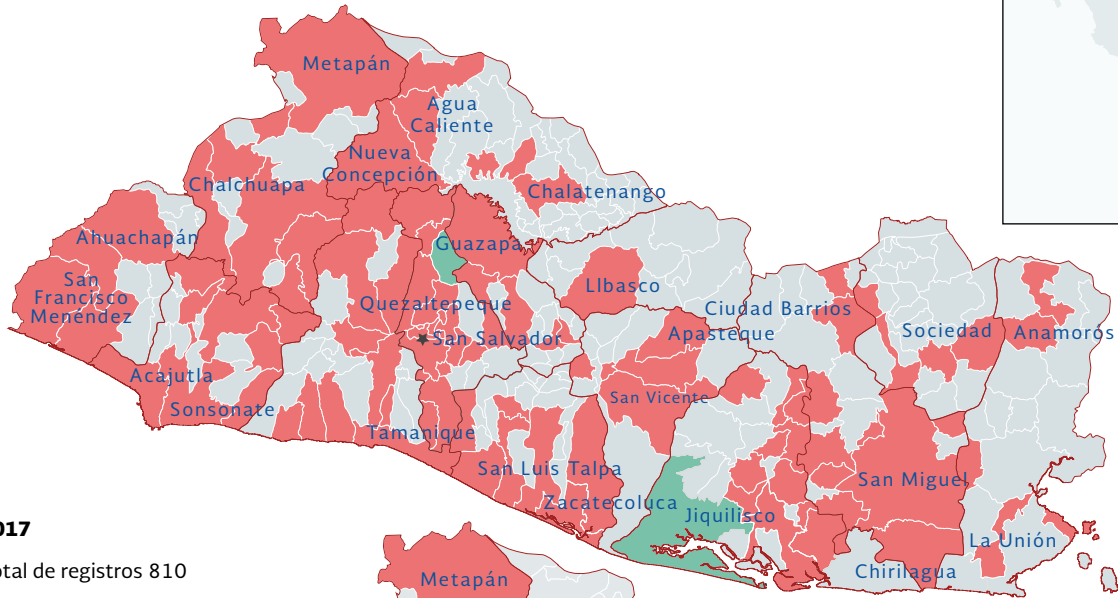 Metapán
Agua
Caliente
Nueva
Concepción
Chalchuapa
Chalatenango
Ahuachapán
Guazapa
San
Francisco
Menéndez
Llbasco
Quezaltepeque
Ciudad Barrios
Apasteque
Sociedad
Anamorós
San Salvador
Acajutla
San Vicente
Sonsonate
Tamanique
San Luis Talpa
San Miguel
Zacatecoluca
Jiquilisco
La Unión
Chirilagua
017
otal de registros 810
Metapán